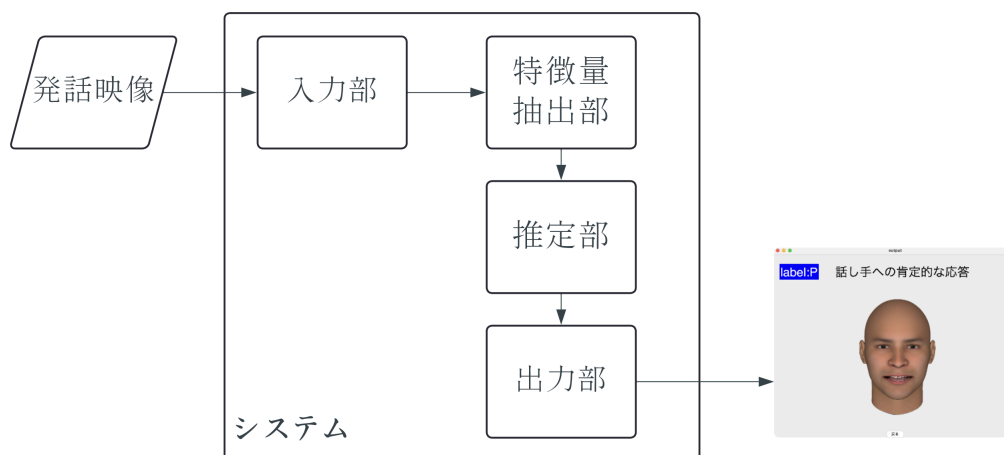 発話映像
入力部
特徴量
抽出部
推定部
出力部
システム
output
label:P 話し手への肯定的な応答